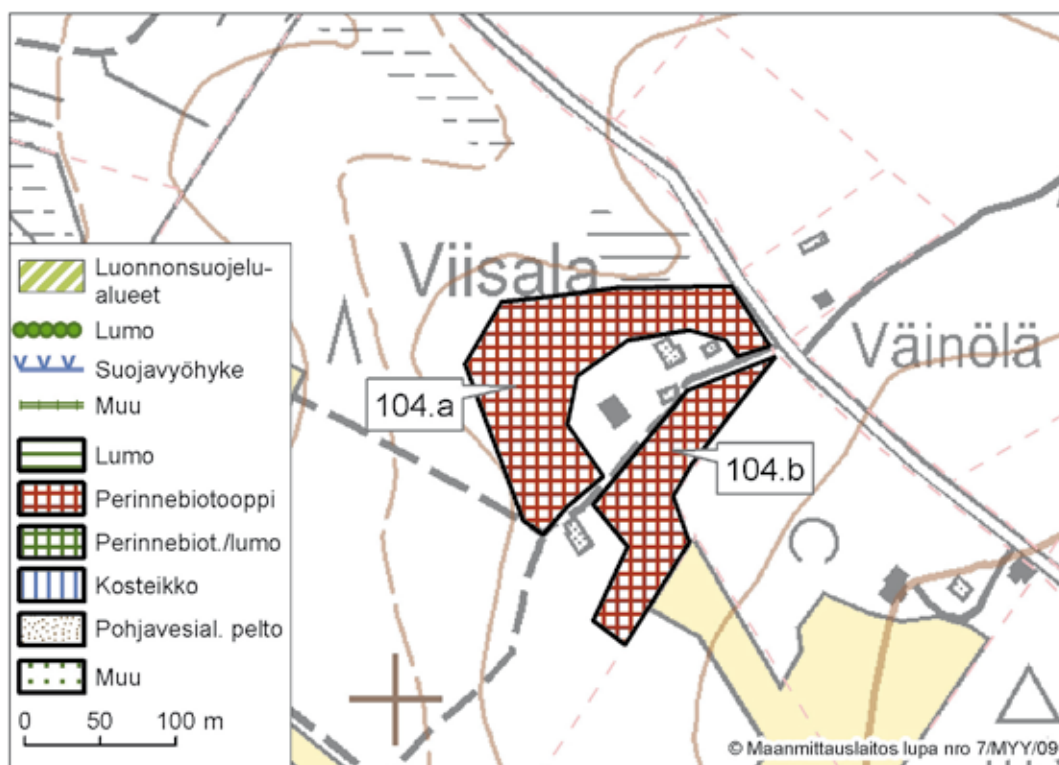 Viisala
Väinölä
104.a
104.b
Luonnonsuojelu-
alueet
Lumo
Suojavyöhyke
Muu
Lumo
Perinnebiotooppi
Perinnebiot./lumo
Kosteikko
Pohjavesial. pelto
Muu
0 50 100 m
© Maanmittauslaitos lupa nro 7/MYY/09